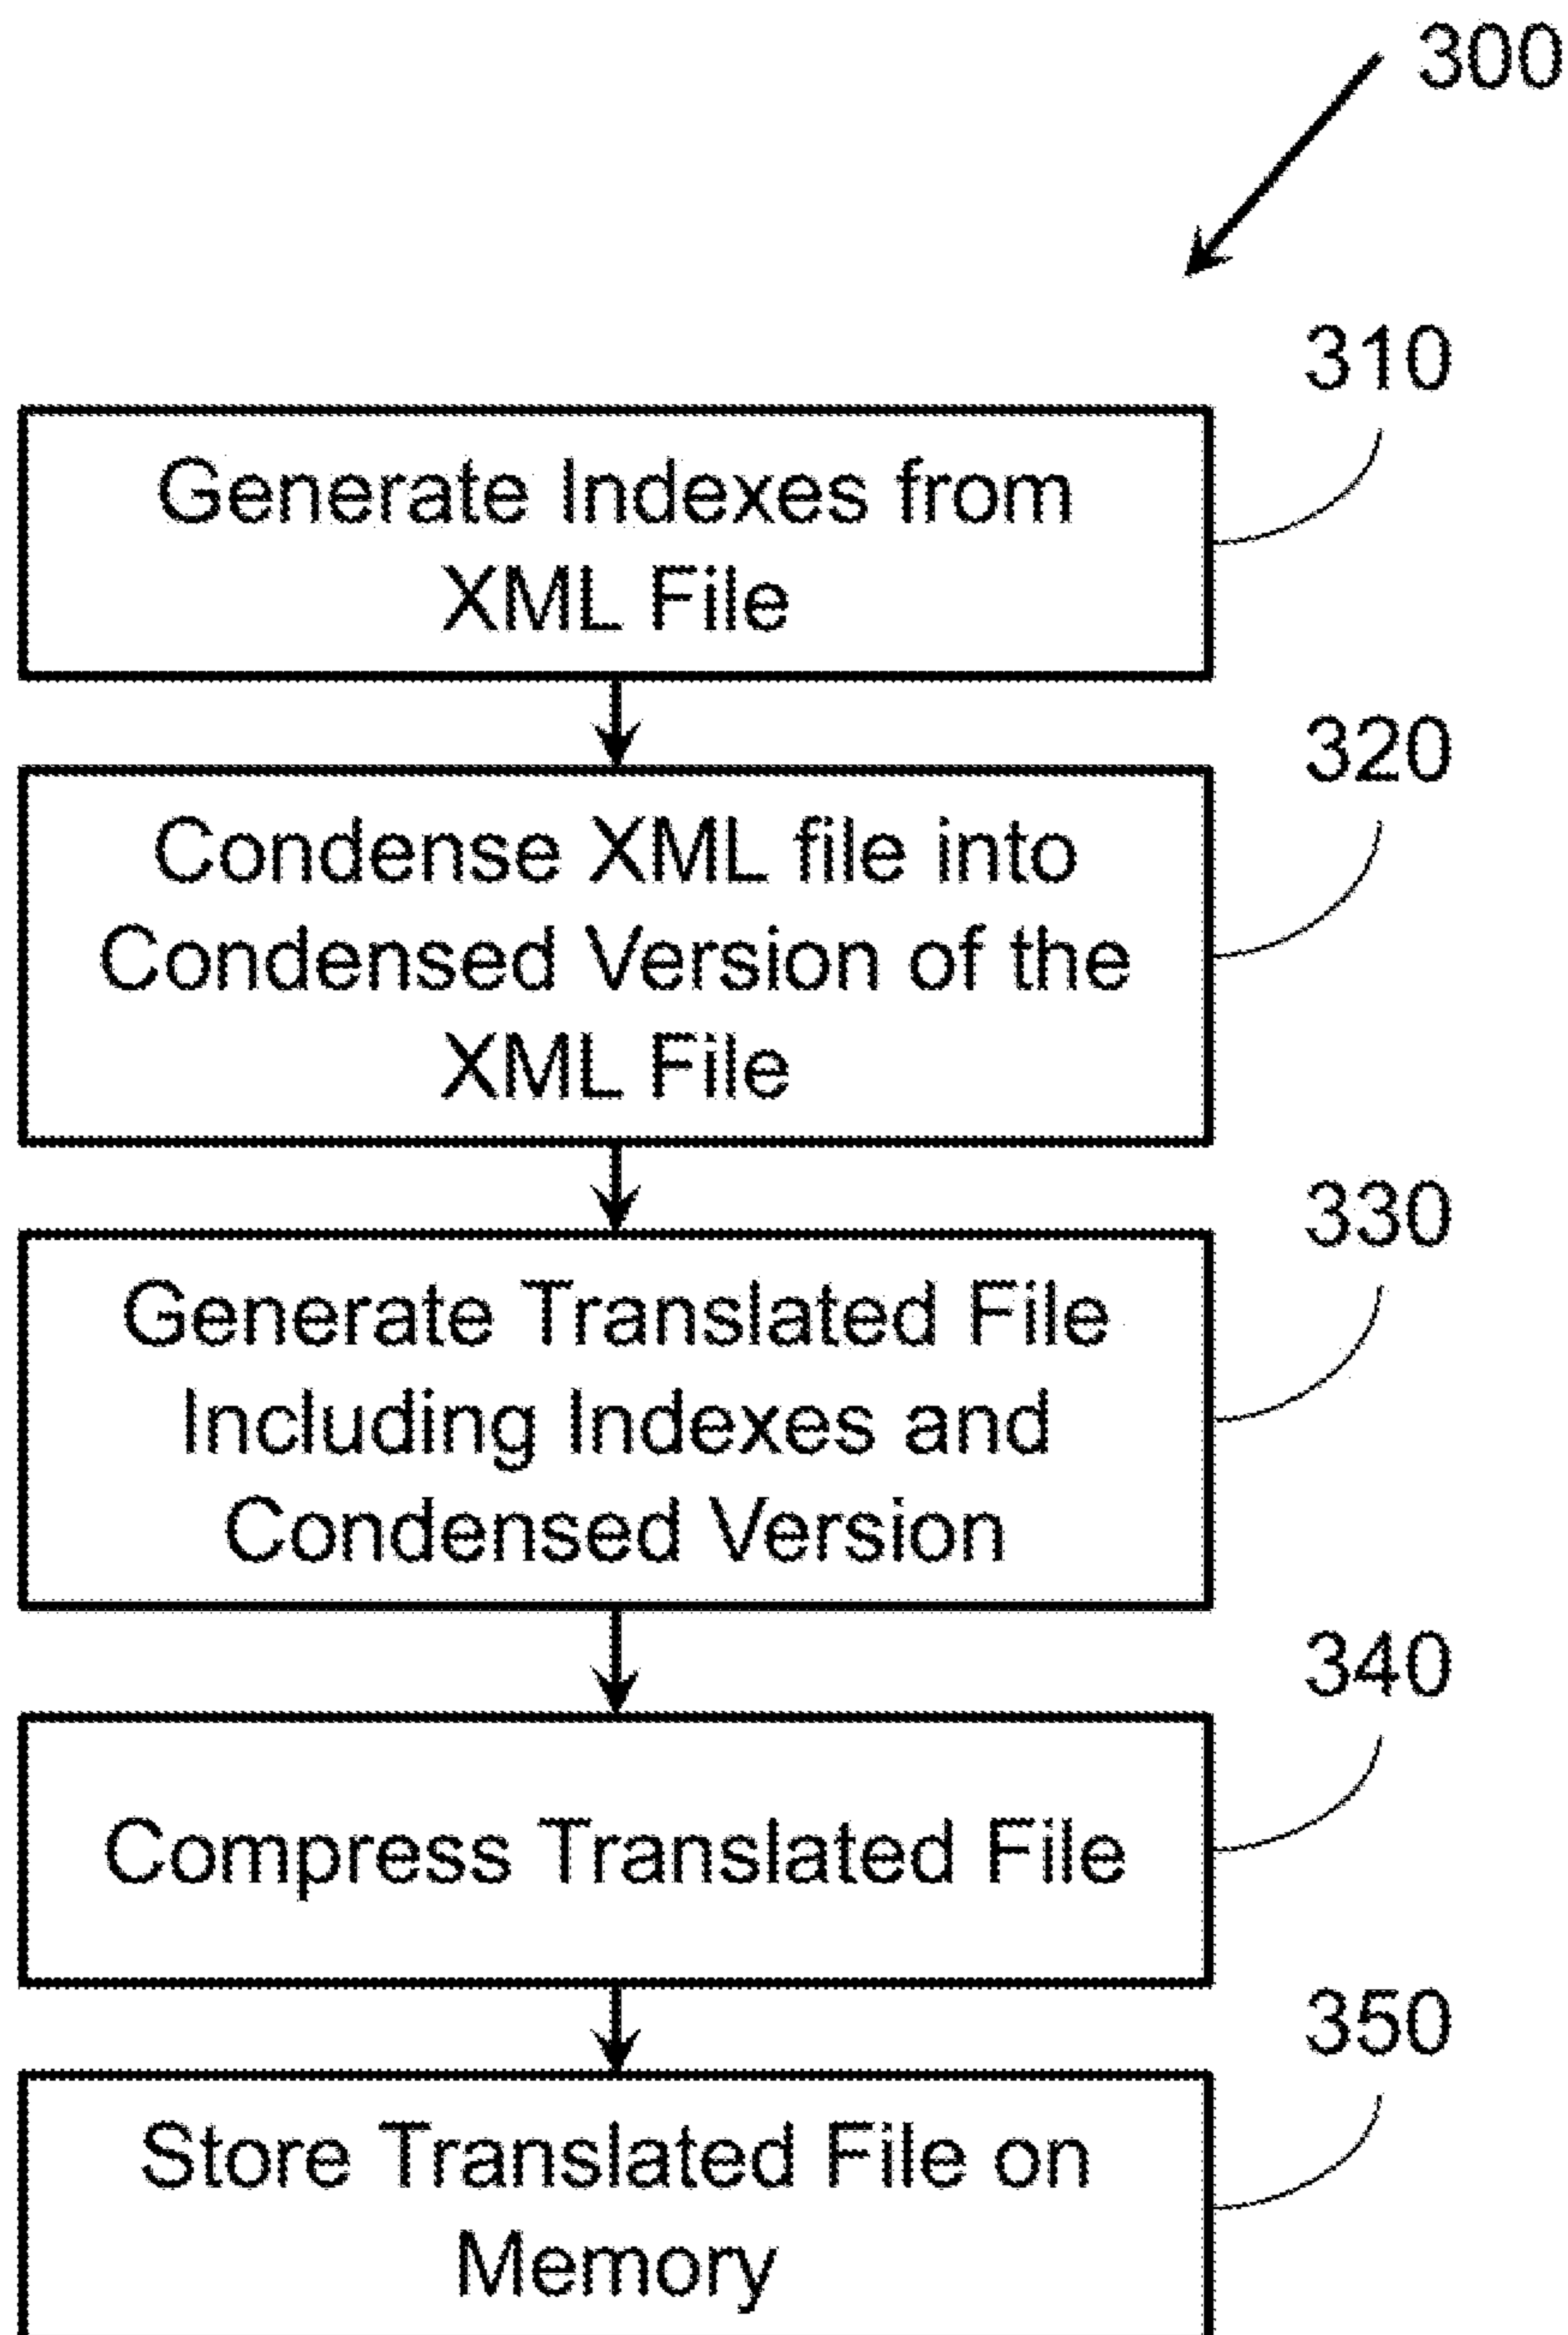 300
310
Generate Indexes from
XML File
320
Condense XML file into
Condensed Version of the
XML File
330
Generate Translated File
Including Indexes and
Condensed Version
340
Compress Translated File
350
Store Translated File on
Memory